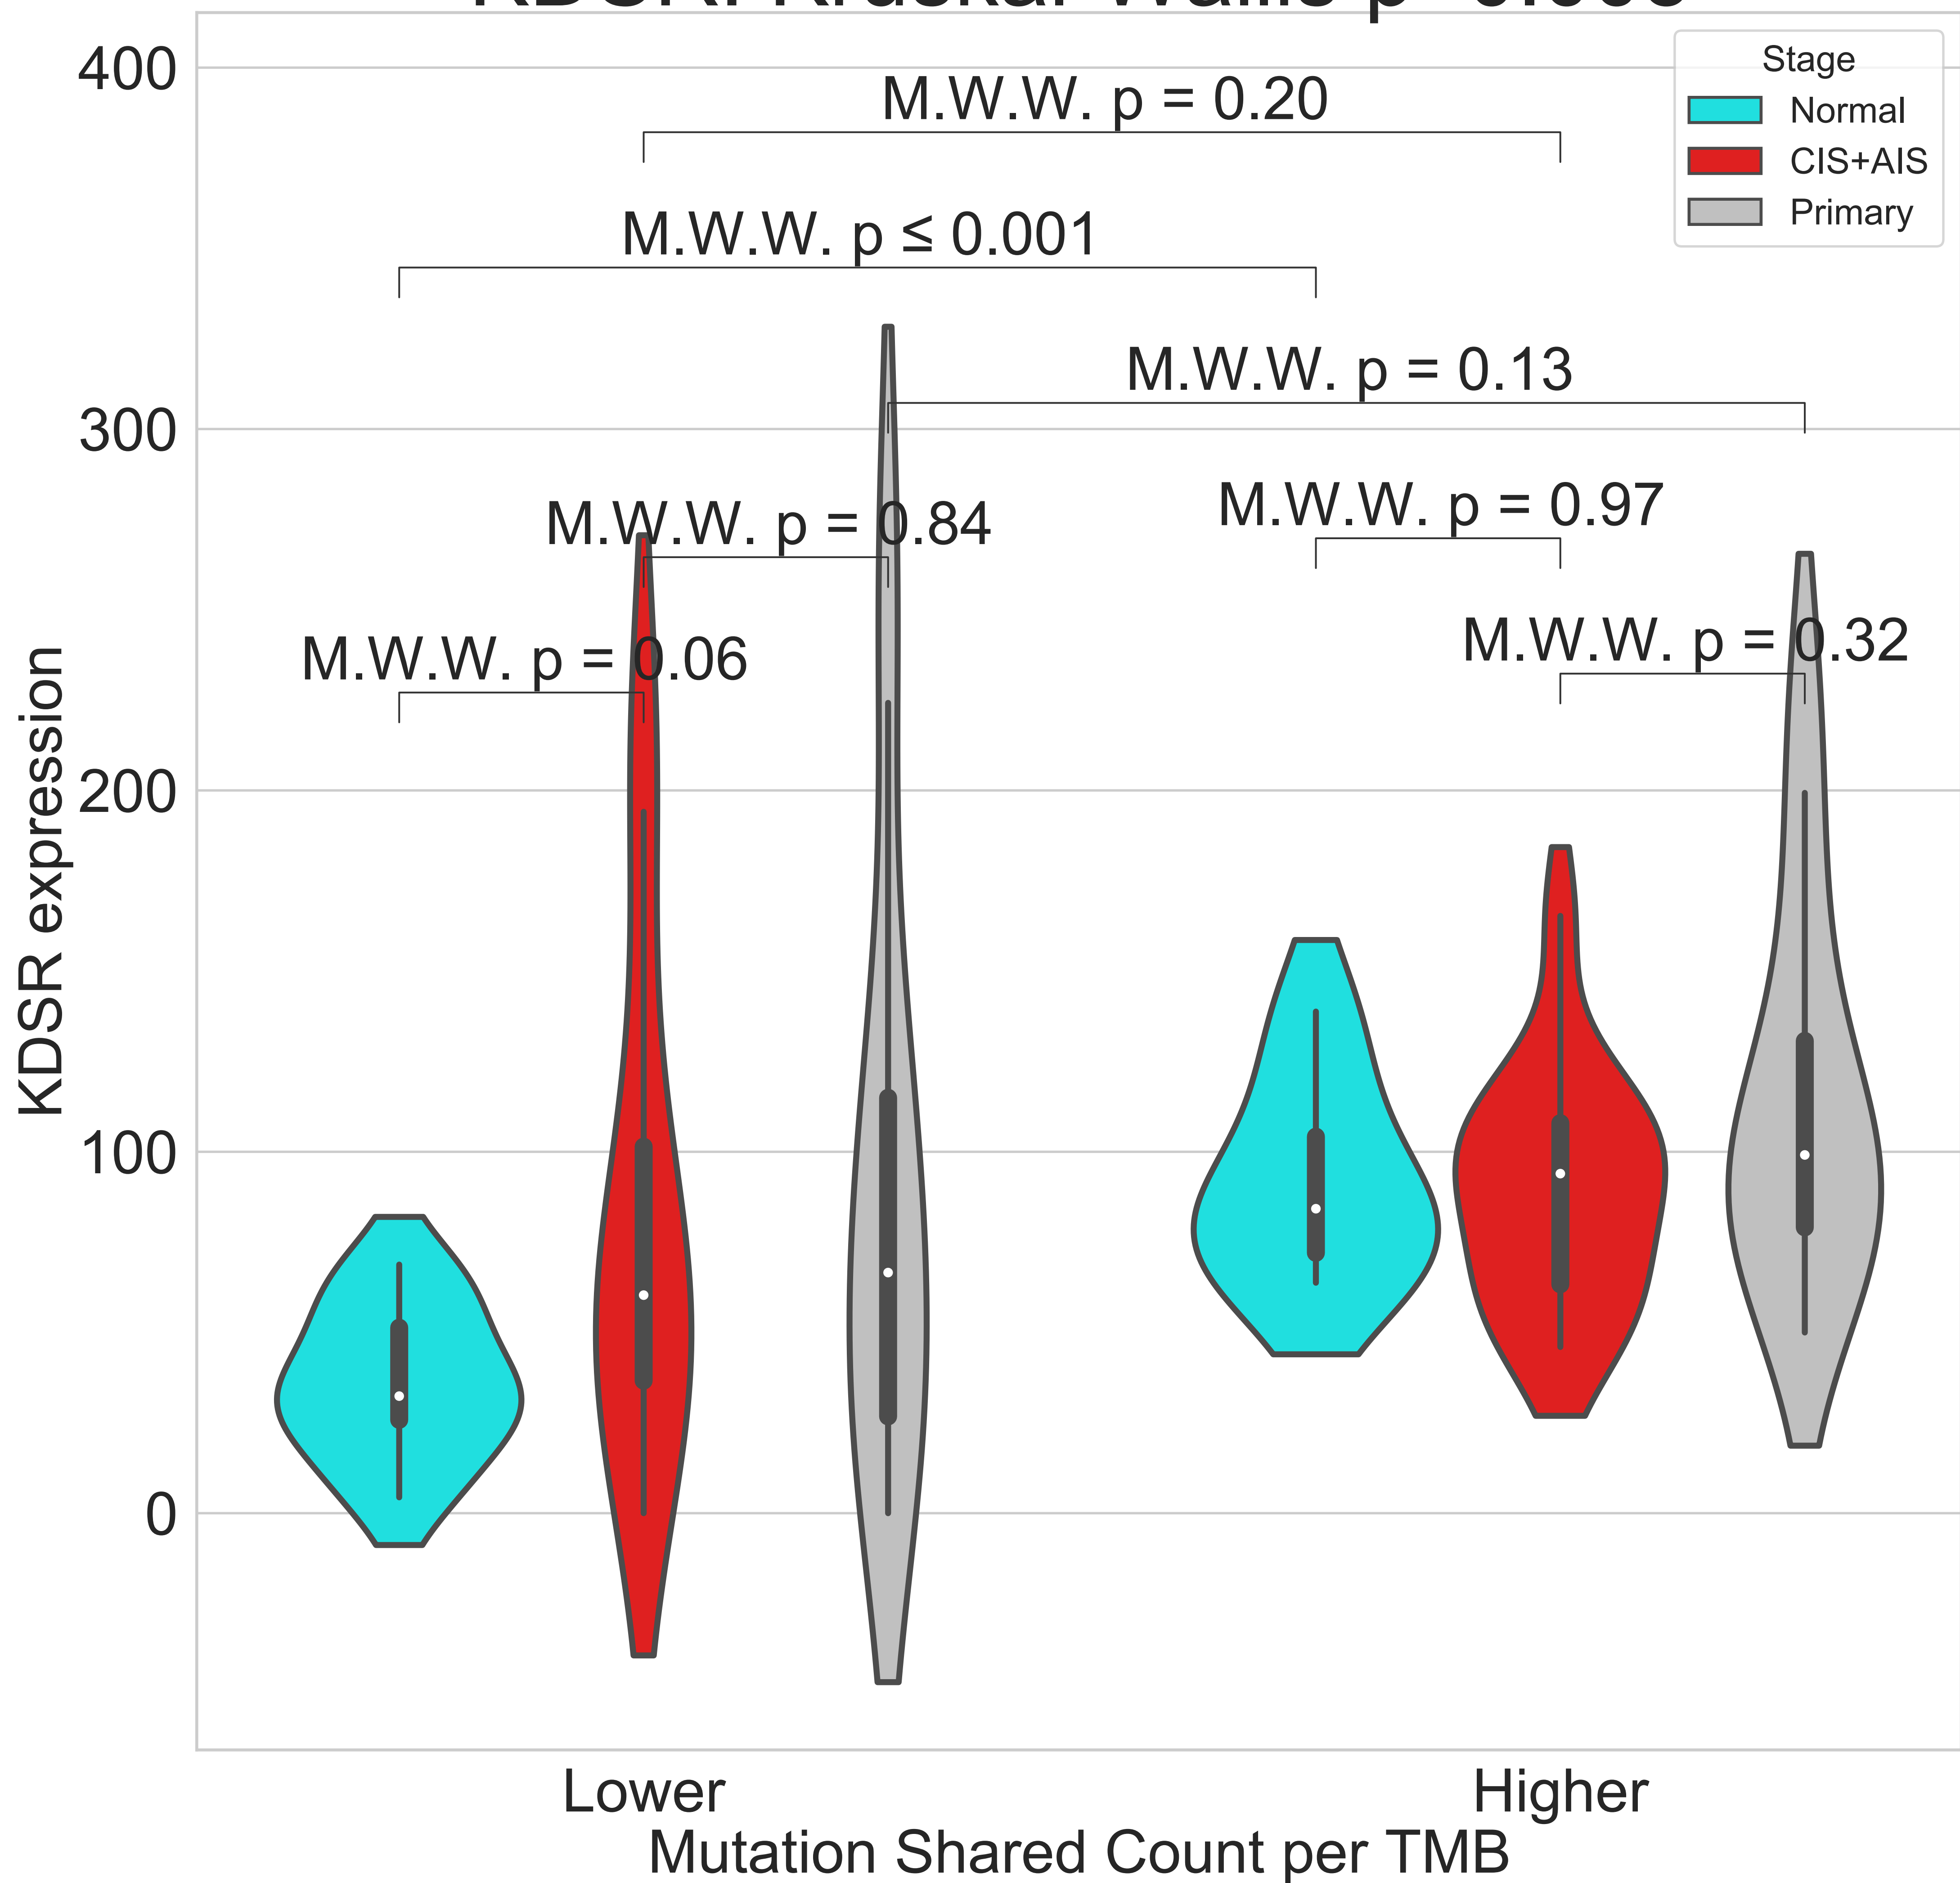 400
Stage
Normal
CIS+AIS
Primary
M.W.W. p = 0.20
M.W.W. p ≤ 0.001
M.W.W. p = 0.13
300
M.W.W. p = 0.84
M.W.W. p = 0.97
M.W.W. p = 0.06
M.W.W. p = 0.32
KDSR expression
200
100
0
Lower
Higher
Mutation Shared Count per TMB